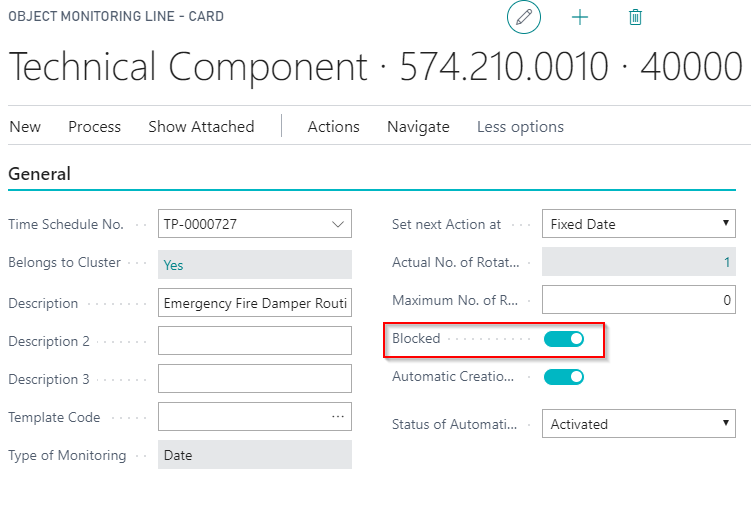 OBJECT MONITORING LINE - CARD
Technical Component · 574.210.0010 · 40000
New Process Show Attached Actions Navigate Less options
General
Time Schedule No. TP-0000727
Belongs to Cluster Yes
Description Emergency Fire Damper Routi
Description 2
Description 3
Template Code ...
Type of Monitoring Date
Set next Action at Fixed Date
Actual No. of Rotat... 1
Maximum No. of R... 0
Blocked
Automatic Creatio...
Status of Automati... Activated